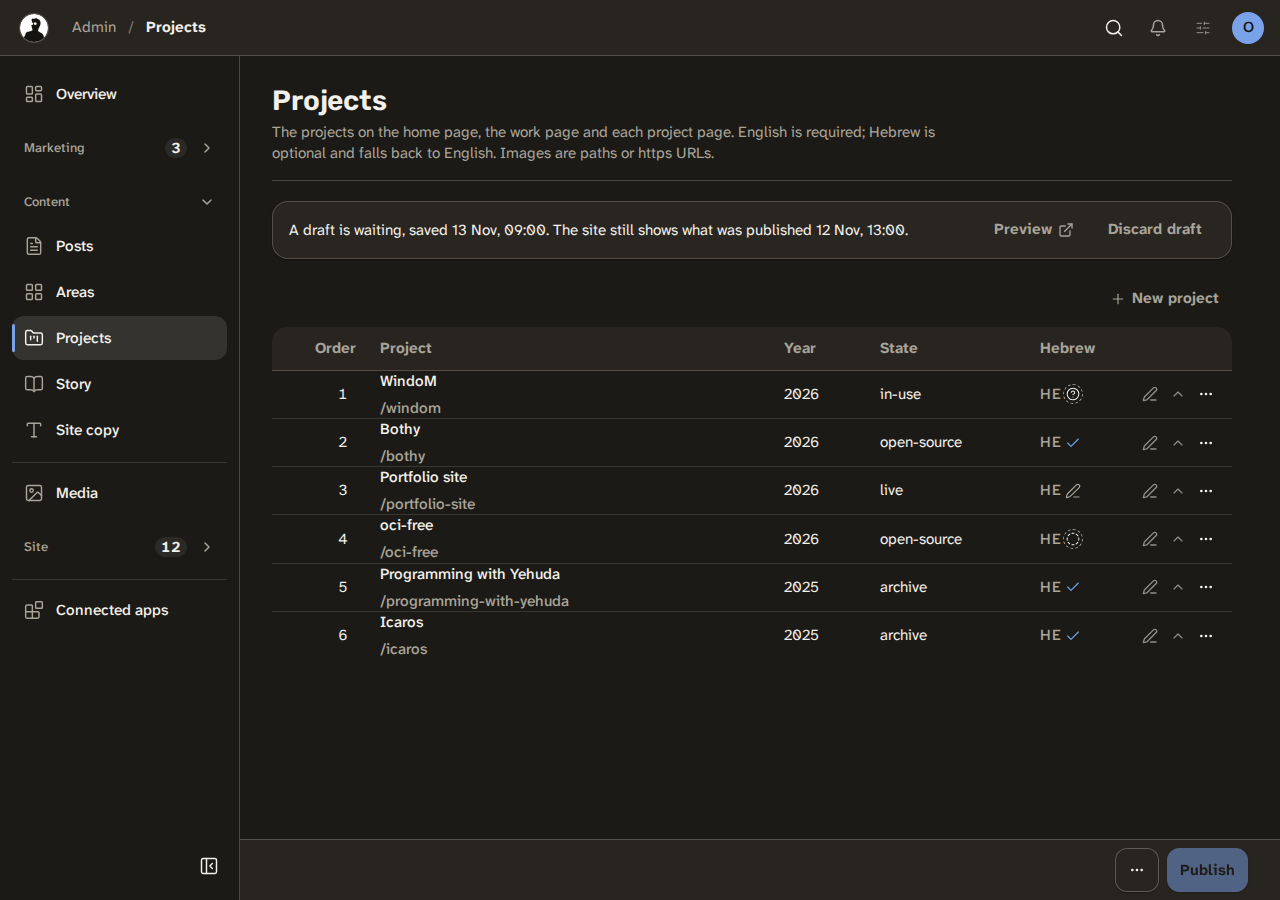 Admin / Projects
O
Overview
Marketing 3
Content
Posts
Areas
Projects
Story
Site copy
Media
Site 12
Connected apps
Projects
The projects on the home page, the work page and each project page. English is required; Hebrew is
optional and falls back to English. Images are paths or https URLs.
A draft is waiting, saved 13 Nov, 09:00. The site still shows what was published 12 Nov, 13:00. Preview Discard draft
New project
Order Project Year State Hebrew
1 WindoM 2026 in-use HE
/windom
2 Bothy 2026 open-source HE
/bothy
3 Portfolio site 2026 live HE
/portfolio-site
4 oci-free 2026 open-source HE
/oci-free
5 Programming with Yehuda 2025 archive HE
/programming-with-yehuda
6 Icaros 2025 archive HE
/icaros
Publish